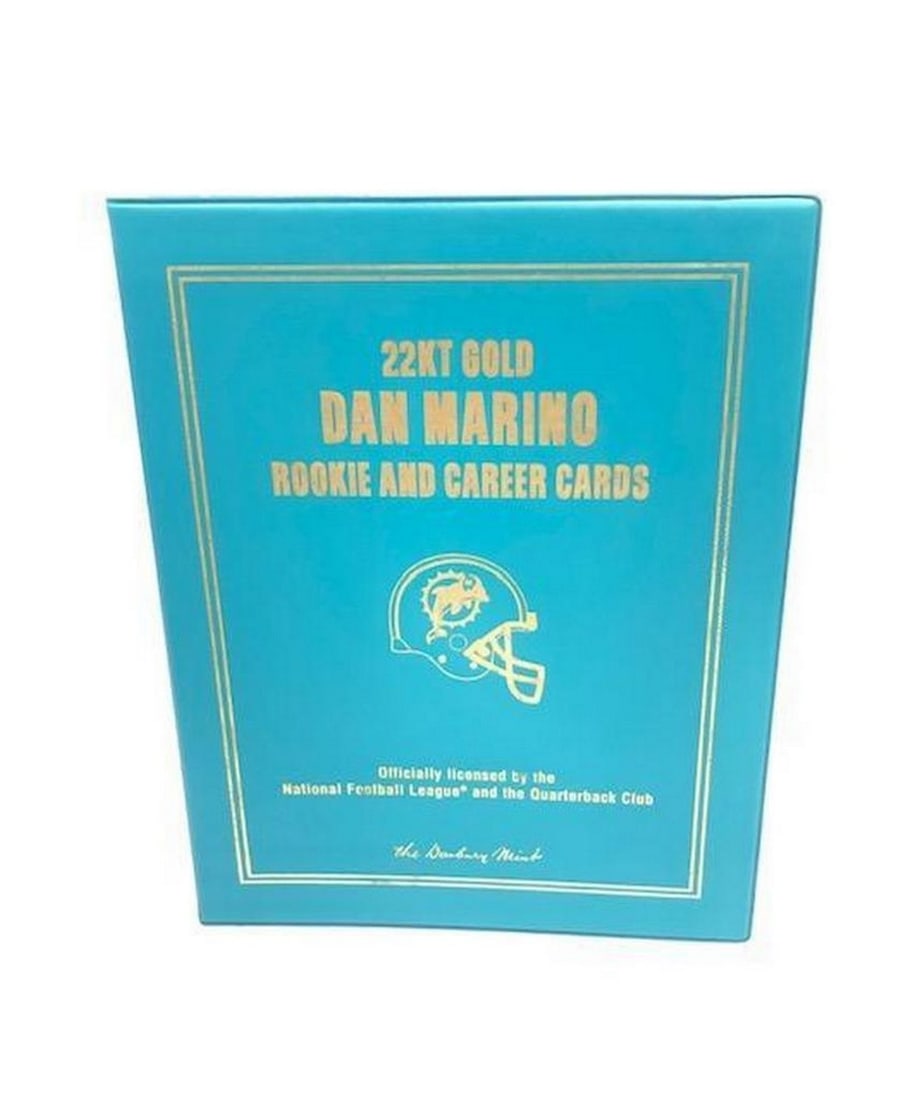 22KT GOLD
DAN MARINO
ROOKIE AND CAREER CARDS
Officially licensed by the
National Football League® and the Quarterback Club
the Danbury Mint